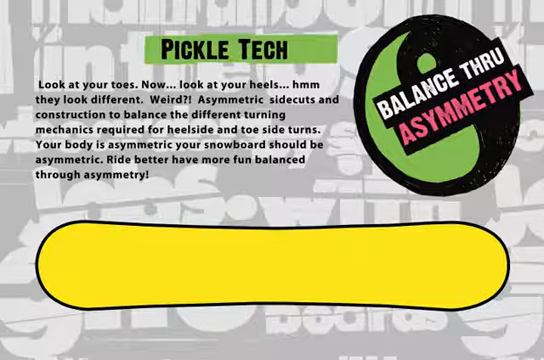 PICKLE TECH
Look at your toes. Now... look at your heels... hmm
they look different. Weird?! Asymmetric sidecuts and
construction to balance the different turning
mechanics required for heelside and toe side turns.
Your body is asymmetric your snowboard should be
asymmetric. Ride better have more fun balanced
through asymmetry!
BALANCE THRU
ASYMMETRY
boards